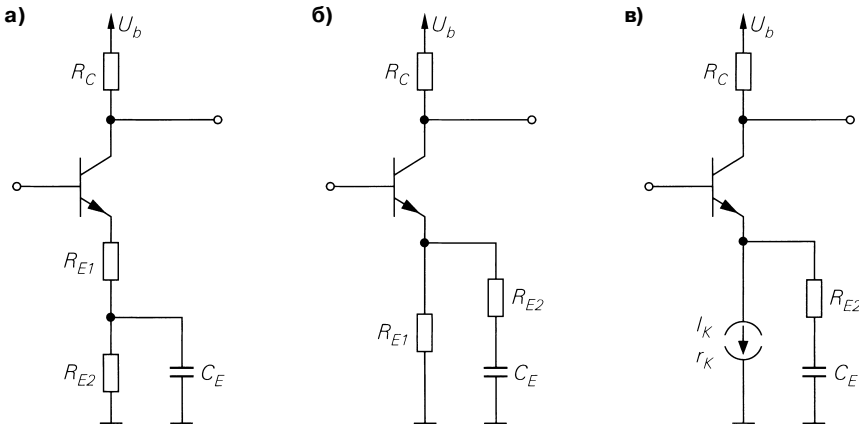 а) б) в)
U_b U_b U_b
R_C R_C R_C
R_E1
R_E2
R_E1
R_E2
C_E
C_E
I_K
r_K
R_E2
C_E